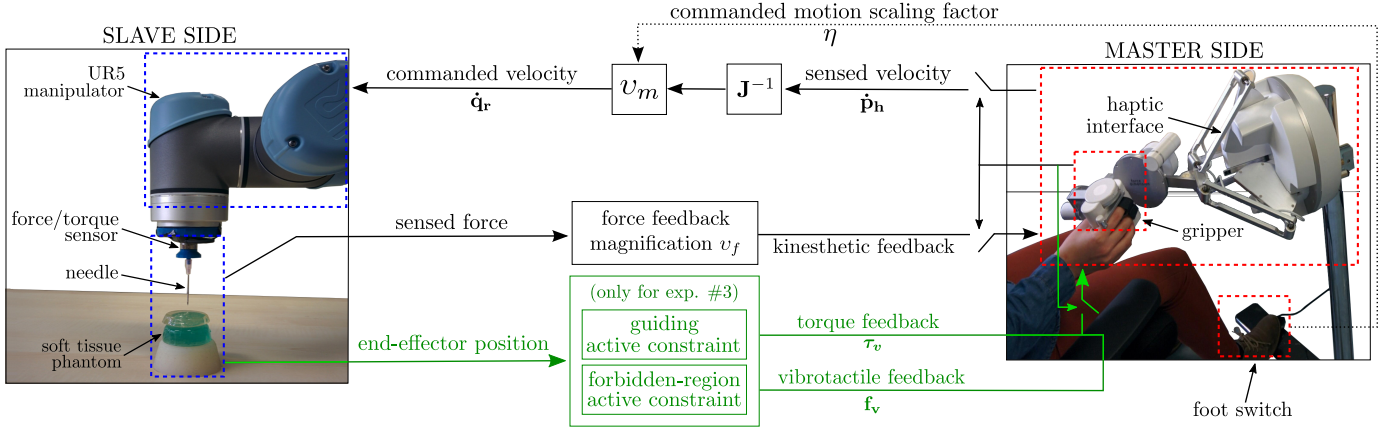 commanded motion scaling factor
η
SLAVE SIDE
MASTER SIDE
UR5
manipulator
commanded velocity
q̇r
υm
J⁻¹
sensed velocity
ṗh
haptic
interface
force/torque
sensor
sensed force
force feedback
magnification υf
kinesthetic feedback
gripper
needle
(only for exp. #3)
guiding
active constraint
torque feedback
τv
soft tissue
phantom
end-effector position
forbidden-region
active constraint
vibrotactile feedback
fv
foot switch